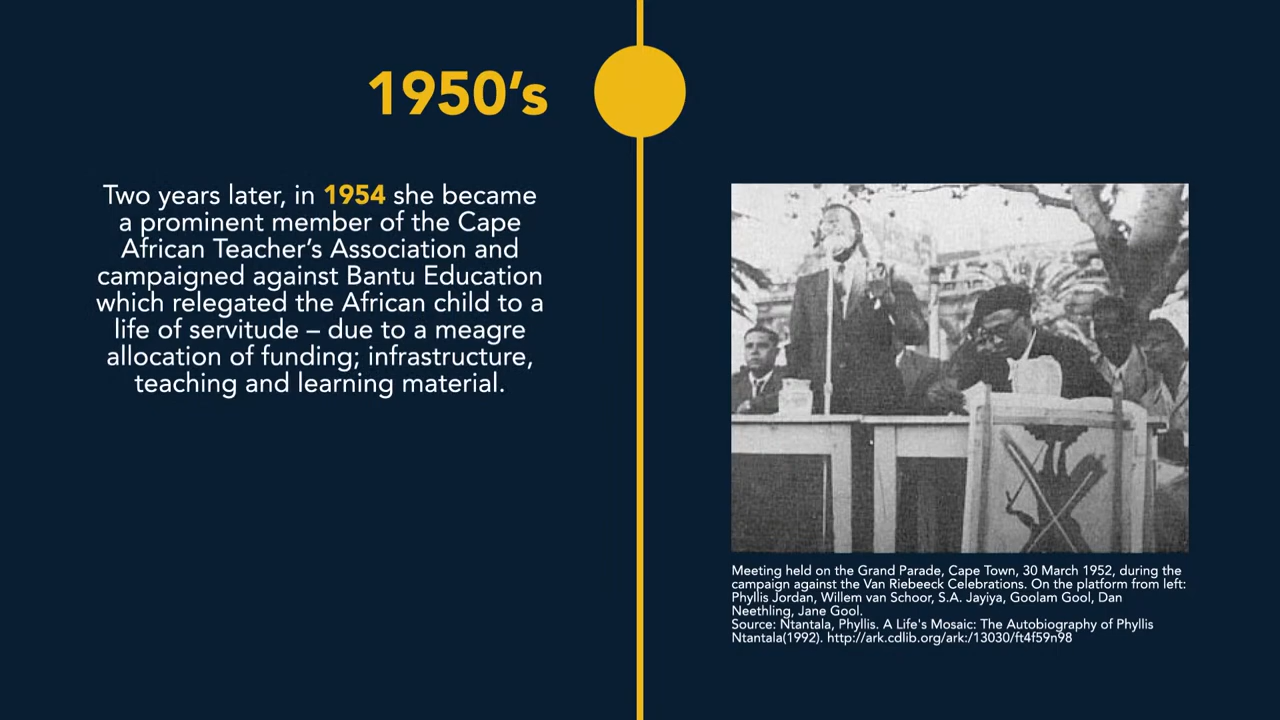 1950’s
Two years later, in 1954 she became
a prominent member of the Cape
African Teacher’s Association and
campaigned against Bantu Education
which relegated the African child to a
life of servitude – due to a meagre
allocation of funding; infrastructure,
teaching and learning material.
Meeting held on the Grand Parade, Cape Town, 30 March 1952, during the
campaign against the Van Riebeeck Celebrations. On the platform from left:
Phyllis Jordan, Willem van Schoor, S.A. Jayiya, Goolam Gool, Dan
Neethling, Jane Gool.
Source: Ntantala, Phyllis. A Life's Mosaic: The Autobiography of Phyllis
Ntantala(1992). http://ark.cdlib.org/ark:/13030/ft4f59n98